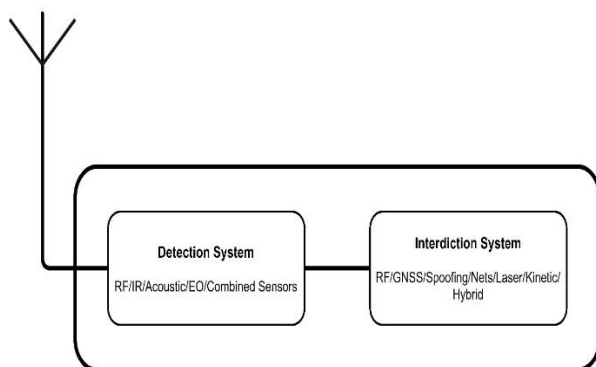 Detection System
RF/IR/Acoustic/EO/Combined Sensors
Interdiction System
RF/GNSS/Spoofing/Nets/Laser/Kinetic/
Hybrid